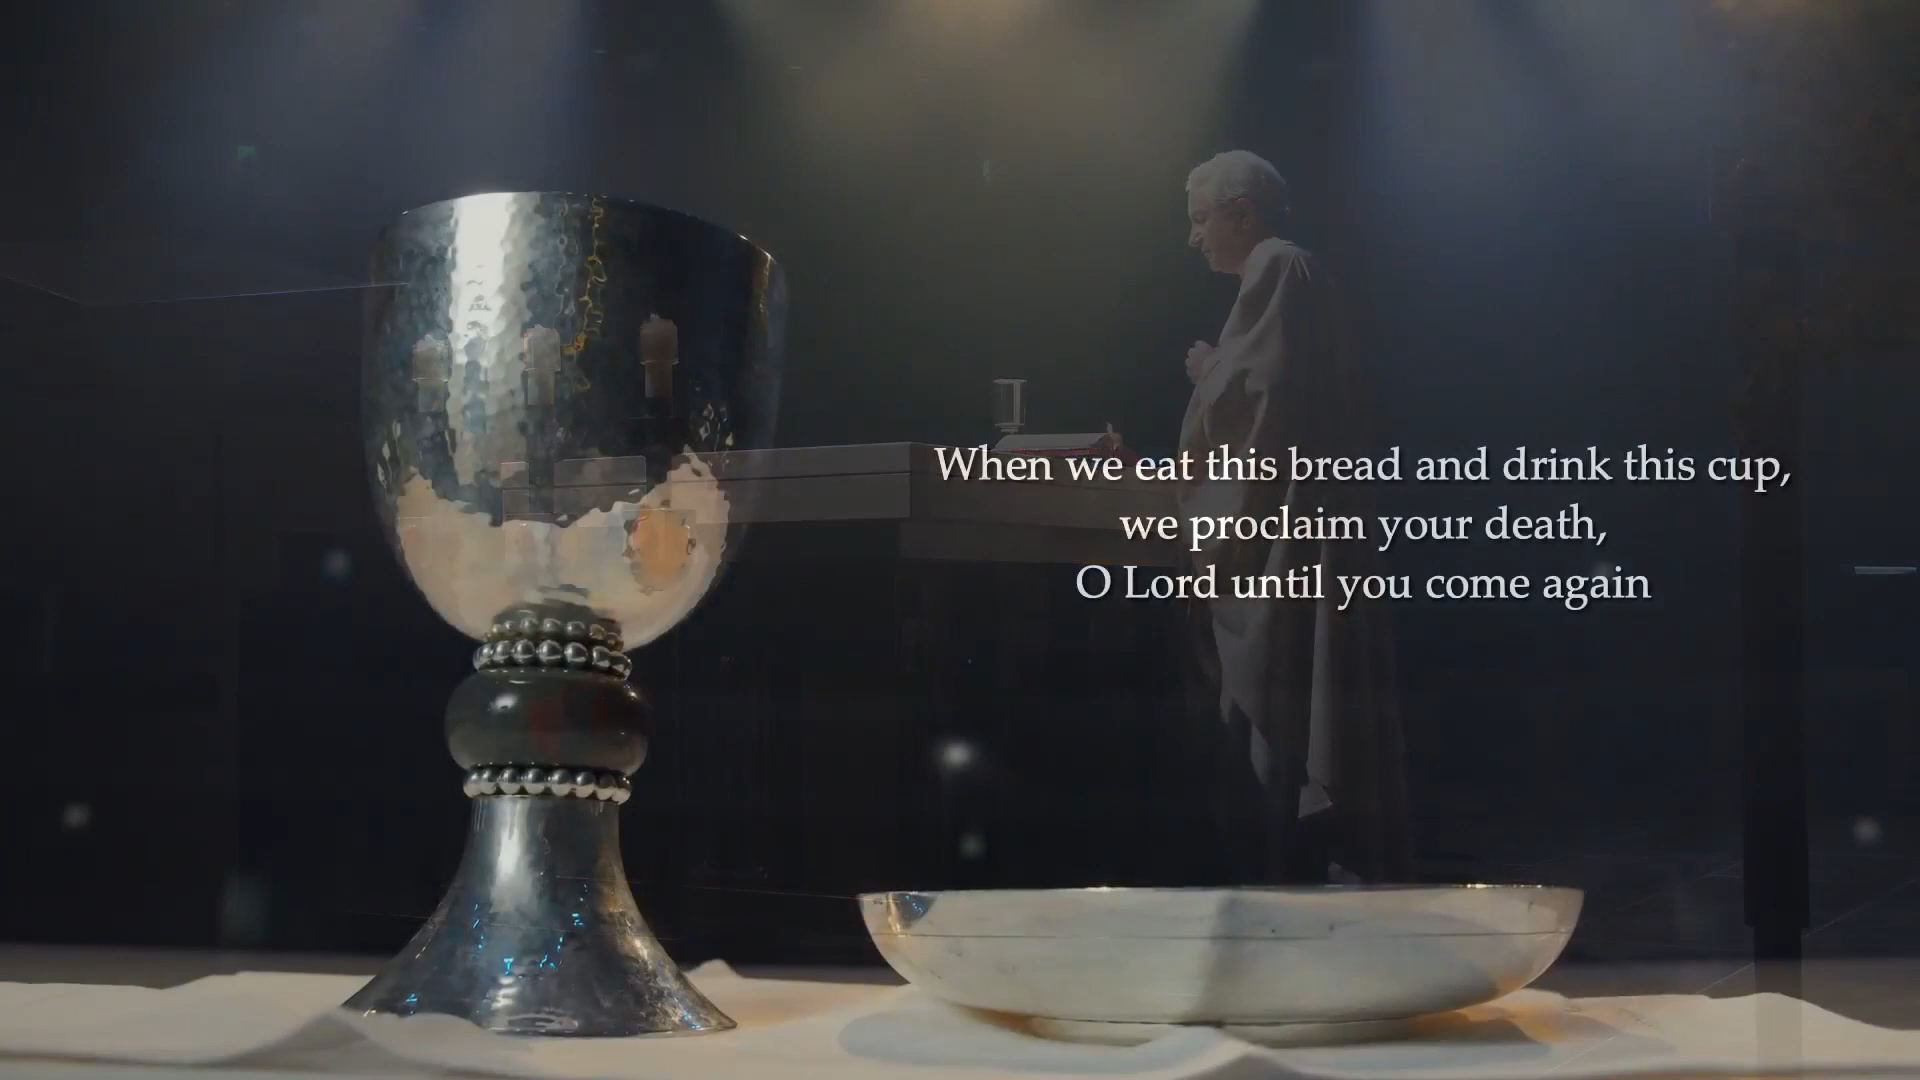 When we eat this bread and drink this cup,
we proclaim your death,
O Lord until you come again